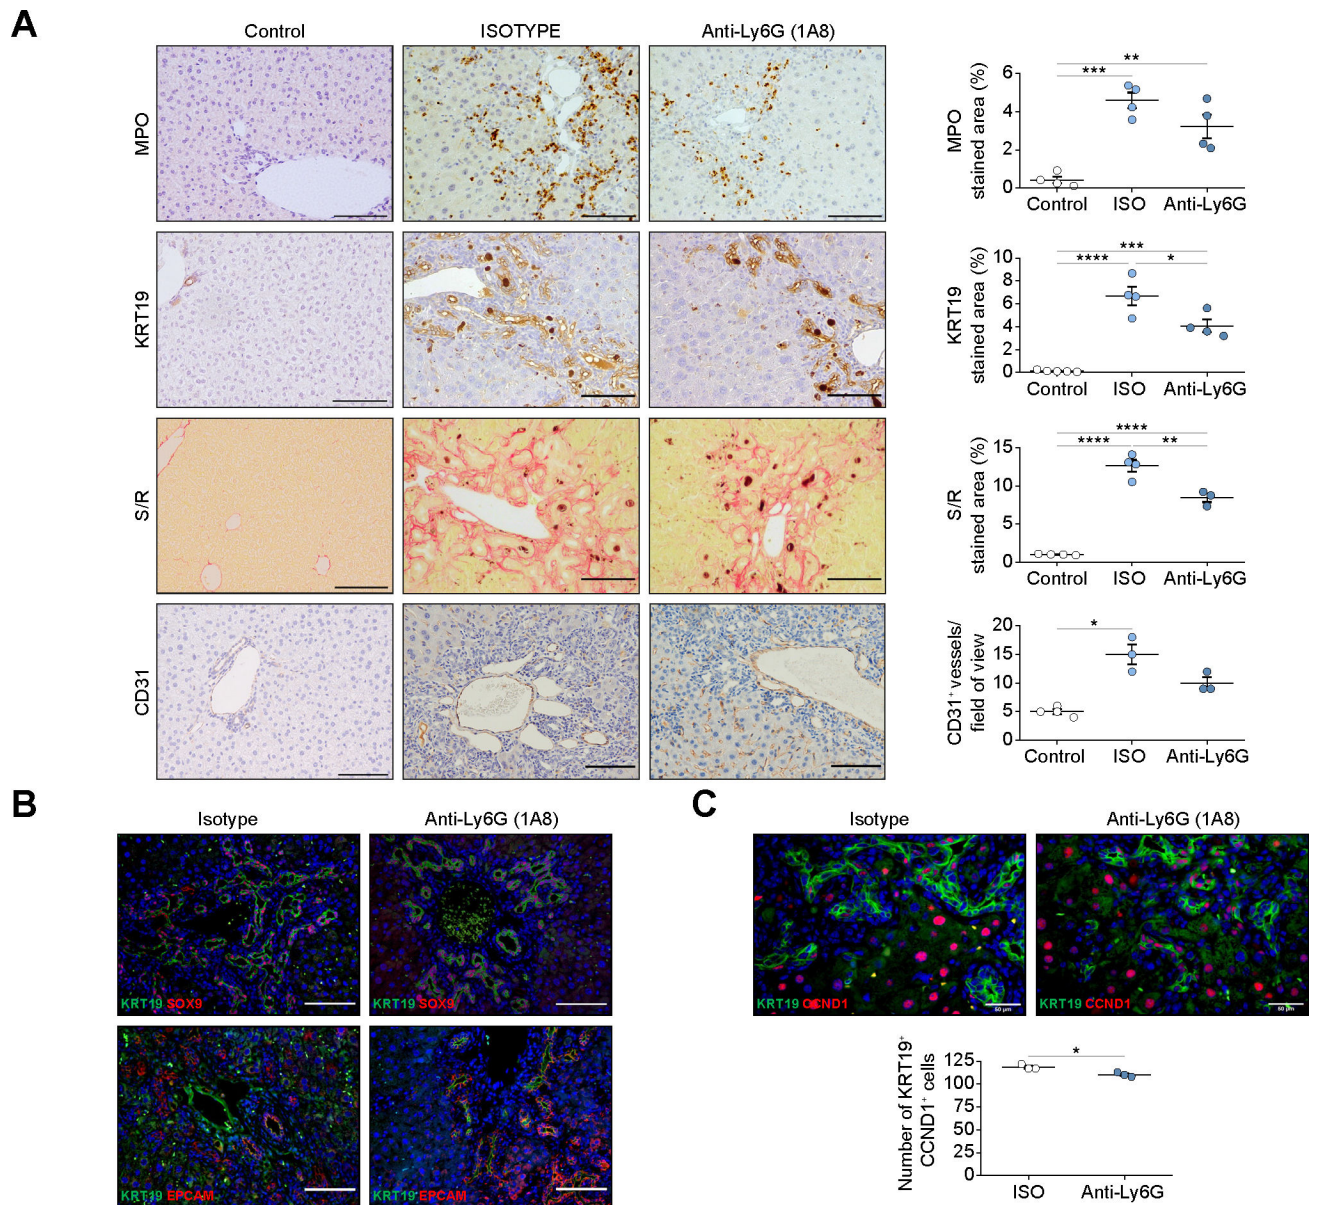 A
Control
ISOTYPE
Anti-Ly6G (1A8)
MPO
MPO
stained area (%)
6
4
2
0
**
***
Control
ISO
Anti-Ly6G
KRT19
KRT19
stained area (%)
10
8
6
4
2
0
***
****
*
Control
ISO
Anti-Ly6G
S/R
S/R
stained area (%)
15
10
5
0
****
****
**
Control
ISO
Anti-Ly6G
CD31
CD31⁺ vessels/
field of view
20
15
10
5
0
*
Control
ISO
Anti-Ly6G
B
Isotype
Anti-Ly6G (1A8)
KRT19 SOX9
KRT19 SOX9
KRT19 EPCAM
KRT19 EPCAM
C
Isotype
Anti-Ly6G (1A8)
KRT19 CCND1
50 µm
KRT19 CCND1
50 µm
Number of KRT19⁺
CCND1⁺ cells
125
100
75
50
25
0
*
ISO
Anti-Ly6G